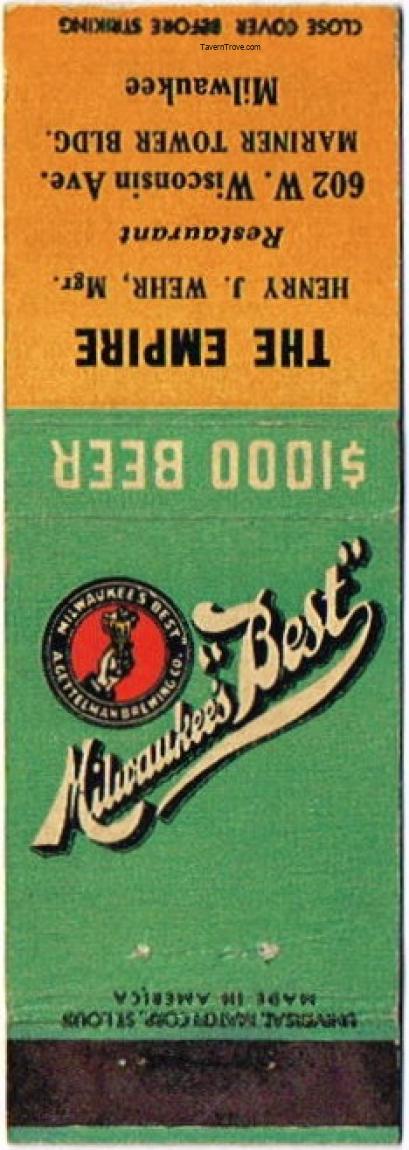 CLOSE COVER BEFORE STRIKING
TavernTrove.com
THE EMPIRE
HENRY J. WEHR, Mgr.
Restaurant
602 W. Wisconsin Ave.
MARINER TOWER BLDG.
Milwaukee
$1000 BEER
"MILWAUKEE'S BEST"
A. GETTELMAN BREWING CO.
Milwaukee's
"Best"
UNIVERSAL MATCH CORP., ST. LOUIS
MADE IN AMERICA